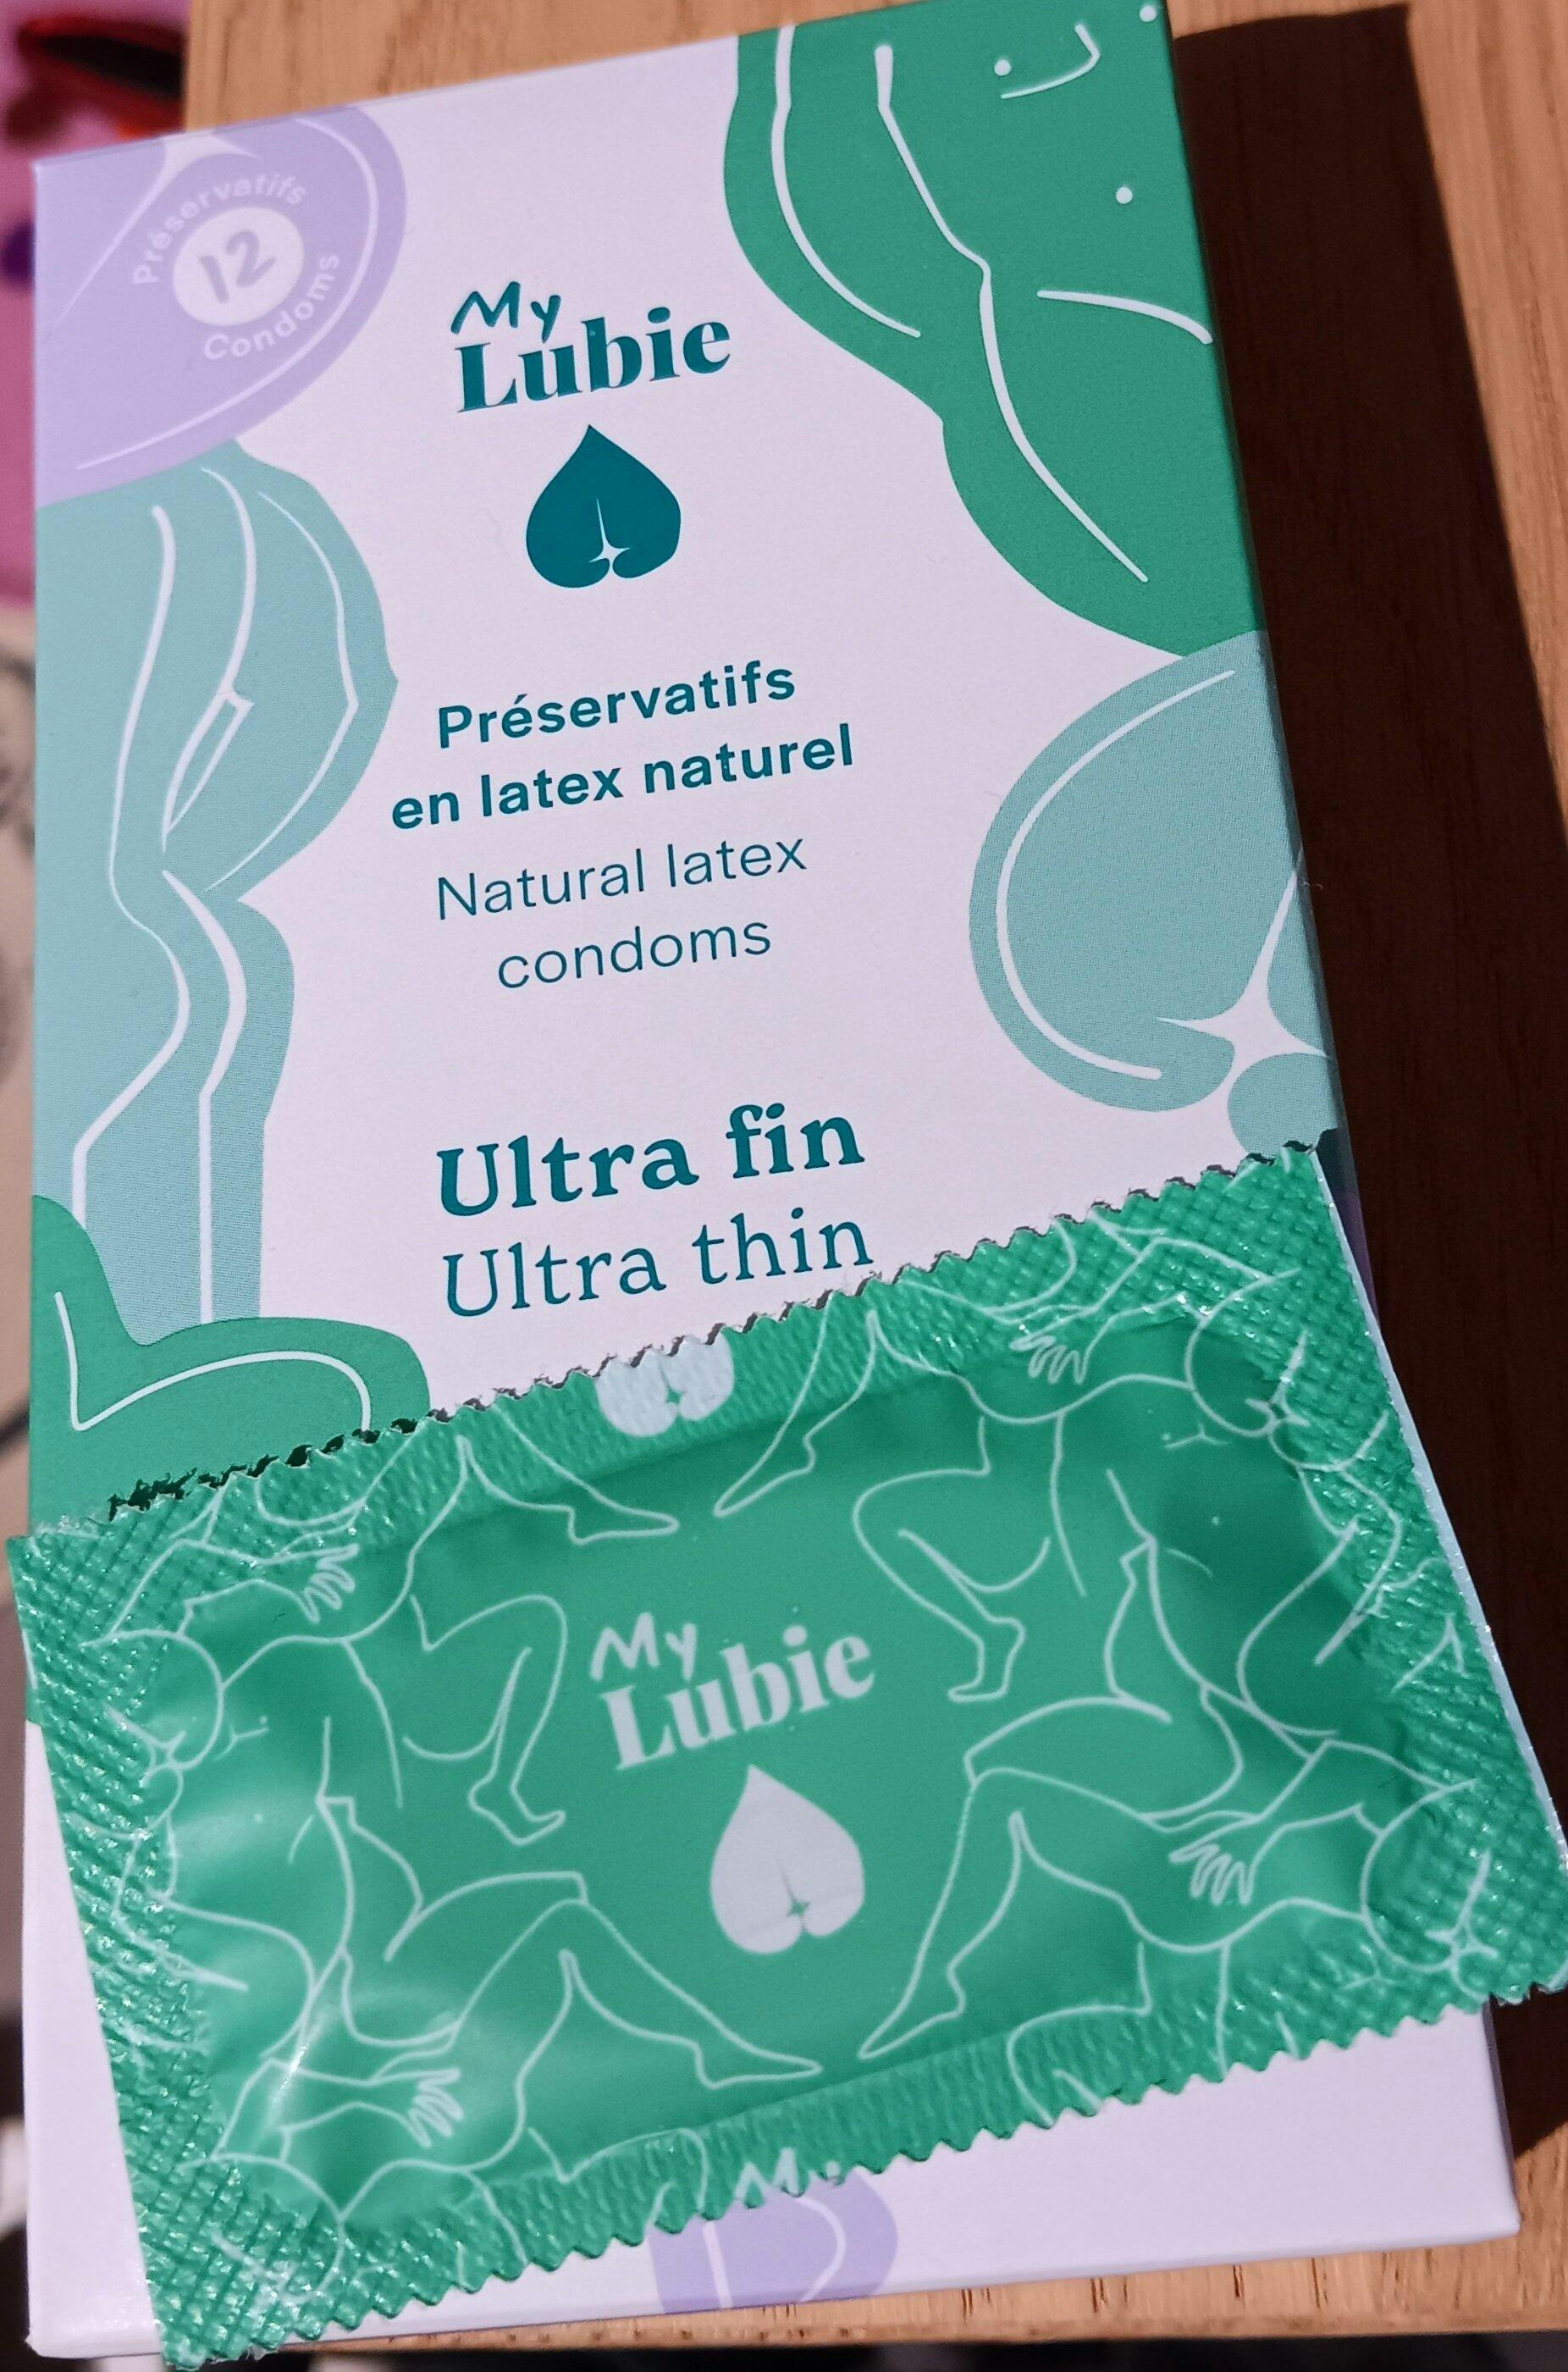 Préservatifs
12
Condoms
My
Lubie
Préservatifs
en latex naturel
Natural latex
condoms
Ultra fin
Ultra thin
My
Lubie